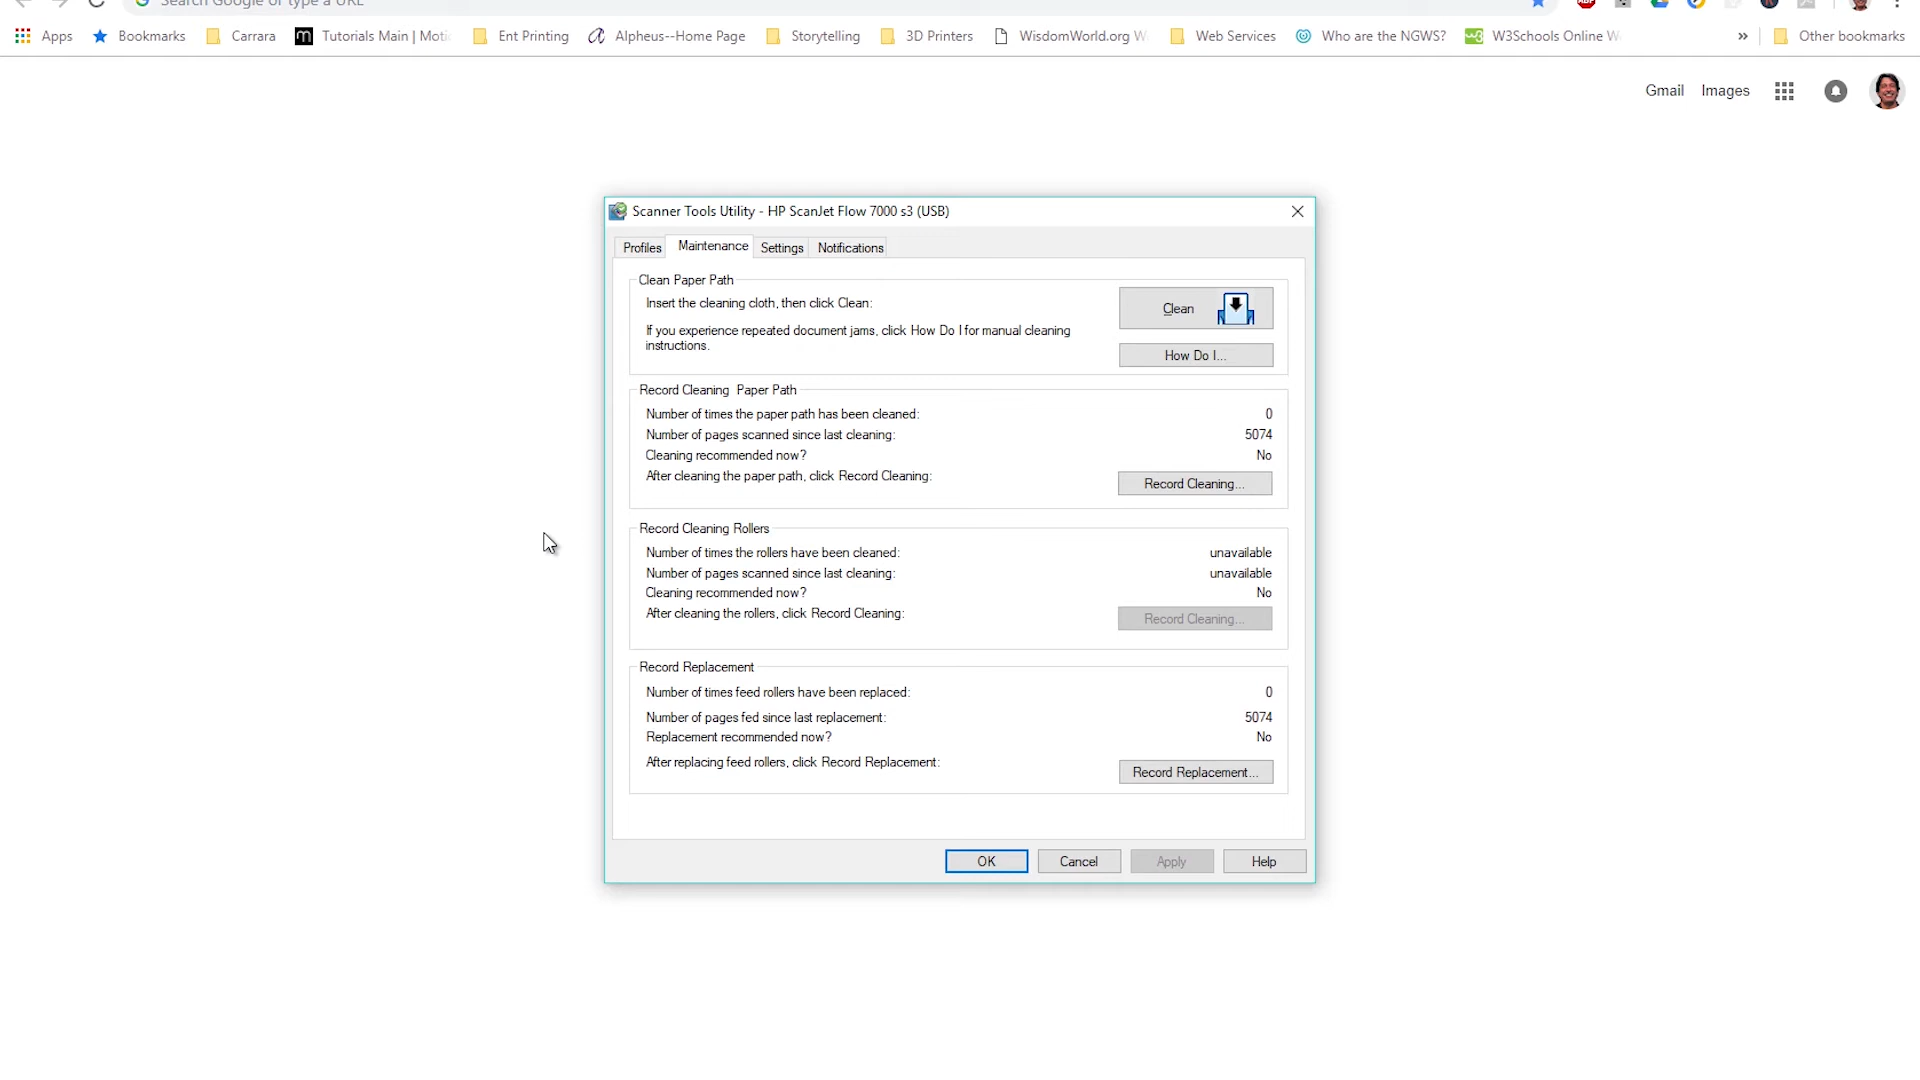 Search Google or type a URL
ABP
Apps Bookmarks Carrara Tutorials Main | Moti Ent Printing Alpheus--Home Page Storytelling 3D Printers WisdomWorld.org W Web Services Who are the NGWS? W3Schools Online W » Other bookmarks
Gmail Images
Scanner Tools Utility - HP ScanJet Flow 7000 s3 (USB)
Profiles Maintenance Settings Notifications
Clean Paper Path
Insert the cleaning cloth, then click Clean: Clean
If you experience repeated document jams, click How Do I for manual cleaning
instructions.
How Do I...
Record Cleaning Paper Path
Number of times the paper path has been cleaned: 0
Number of pages scanned since last cleaning: 5074
Cleaning recommended now? No
After cleaning the paper path, click Record Cleaning: Record Cleaning...
Record Cleaning Rollers
Number of times the rollers have been cleaned: unavailable
Number of pages scanned since last cleaning: unavailable
Cleaning recommended now? No
After cleaning the rollers, click Record Cleaning: Record Cleaning...
Record Replacement
Number of times feed rollers have been replaced: 0
Number of pages fed since last replacement: 5074
Replacement recommended now? No
After replacing feed rollers, click Record Replacement: Record Replacement...
OK Cancel Apply Help